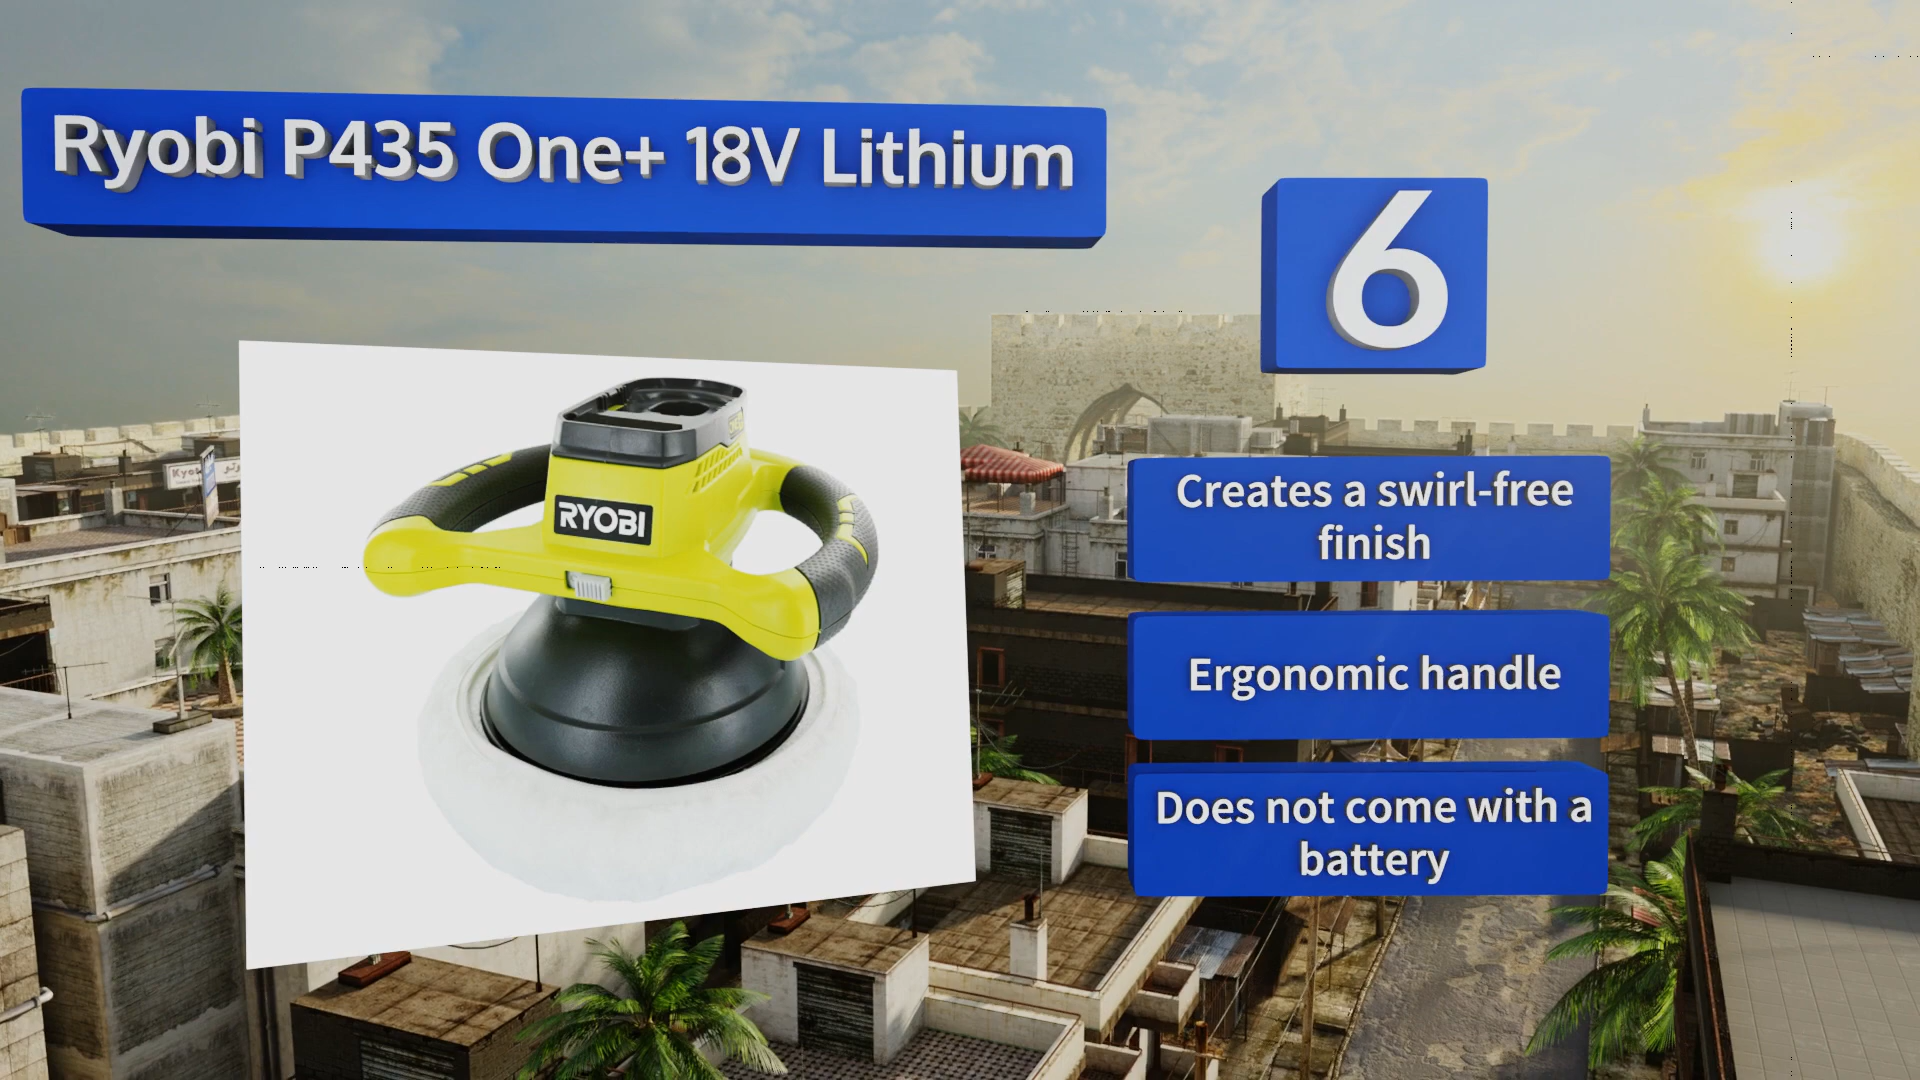 Ryobi P435 One+ 18V Lithium
6
RYOBI
Creates a swirl-free
finish
Ergonomic handle
Does not come with a
battery